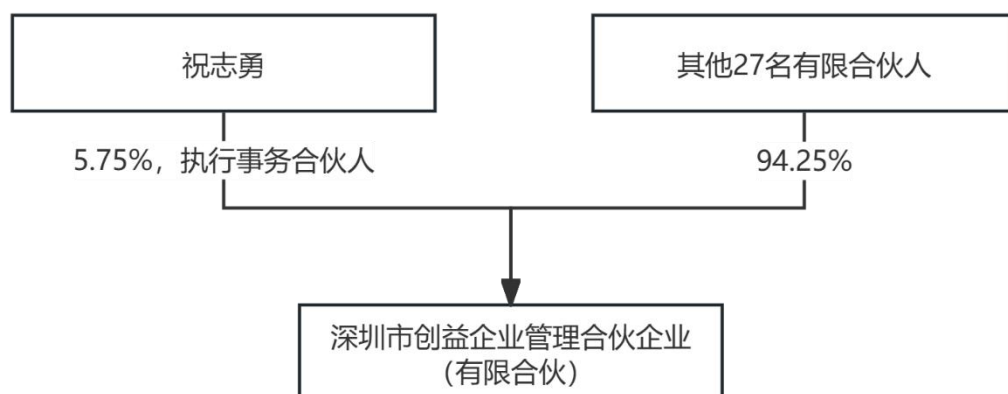 祝志勇
其他27名有限合伙人
5.75%，执行事务合伙人
94.25%
深圳市创益企业管理合伙企业
（有限合伙）